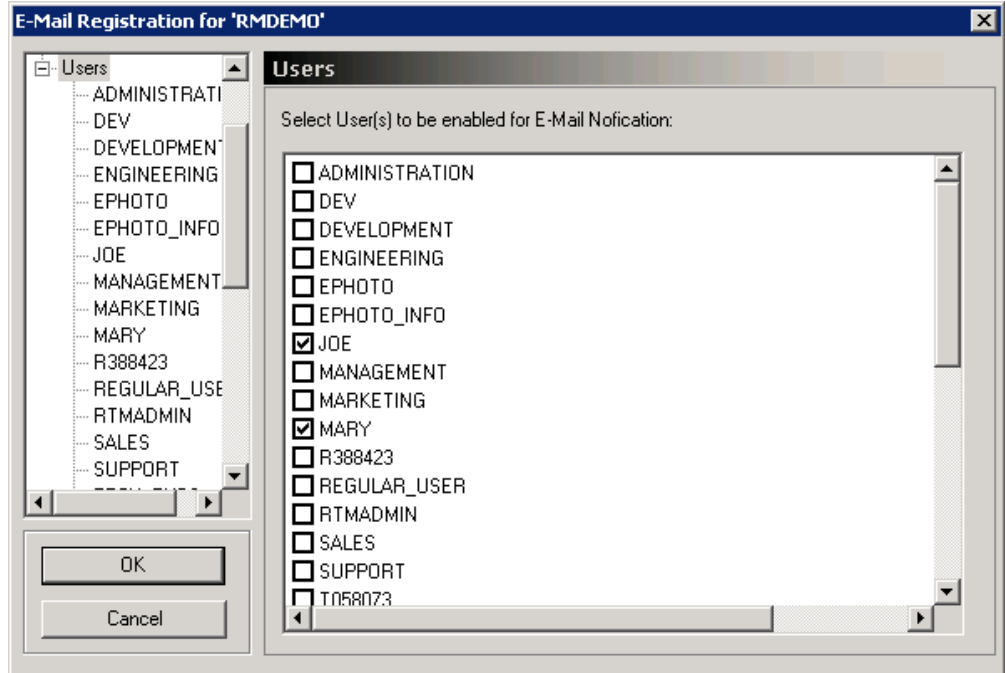 E-Mail Registration for 'RMDEMO'
Users
ADMINISTRATI
DEV
DEVELOPMENT
ENGINEERING
EPHOTO
EPHOTO_INFO
JOE
MANAGEMENT
MARKETING
MARY
R388423
REGULAR_USE
RTMADMIN
SALES
SUPPORT
OK
Cancel
Users
Select User(s) to be enabled for E-Mail Nofication:
ADMINISTRATION
DEV
DEVELOPMENT
ENGINEERING
EPHOTO
EPHOTO_INFO
JOE
MANAGEMENT
MARKETING
MARY
R388423
REGULAR_USER
RTMADMIN
SALES
SUPPORT
T058073